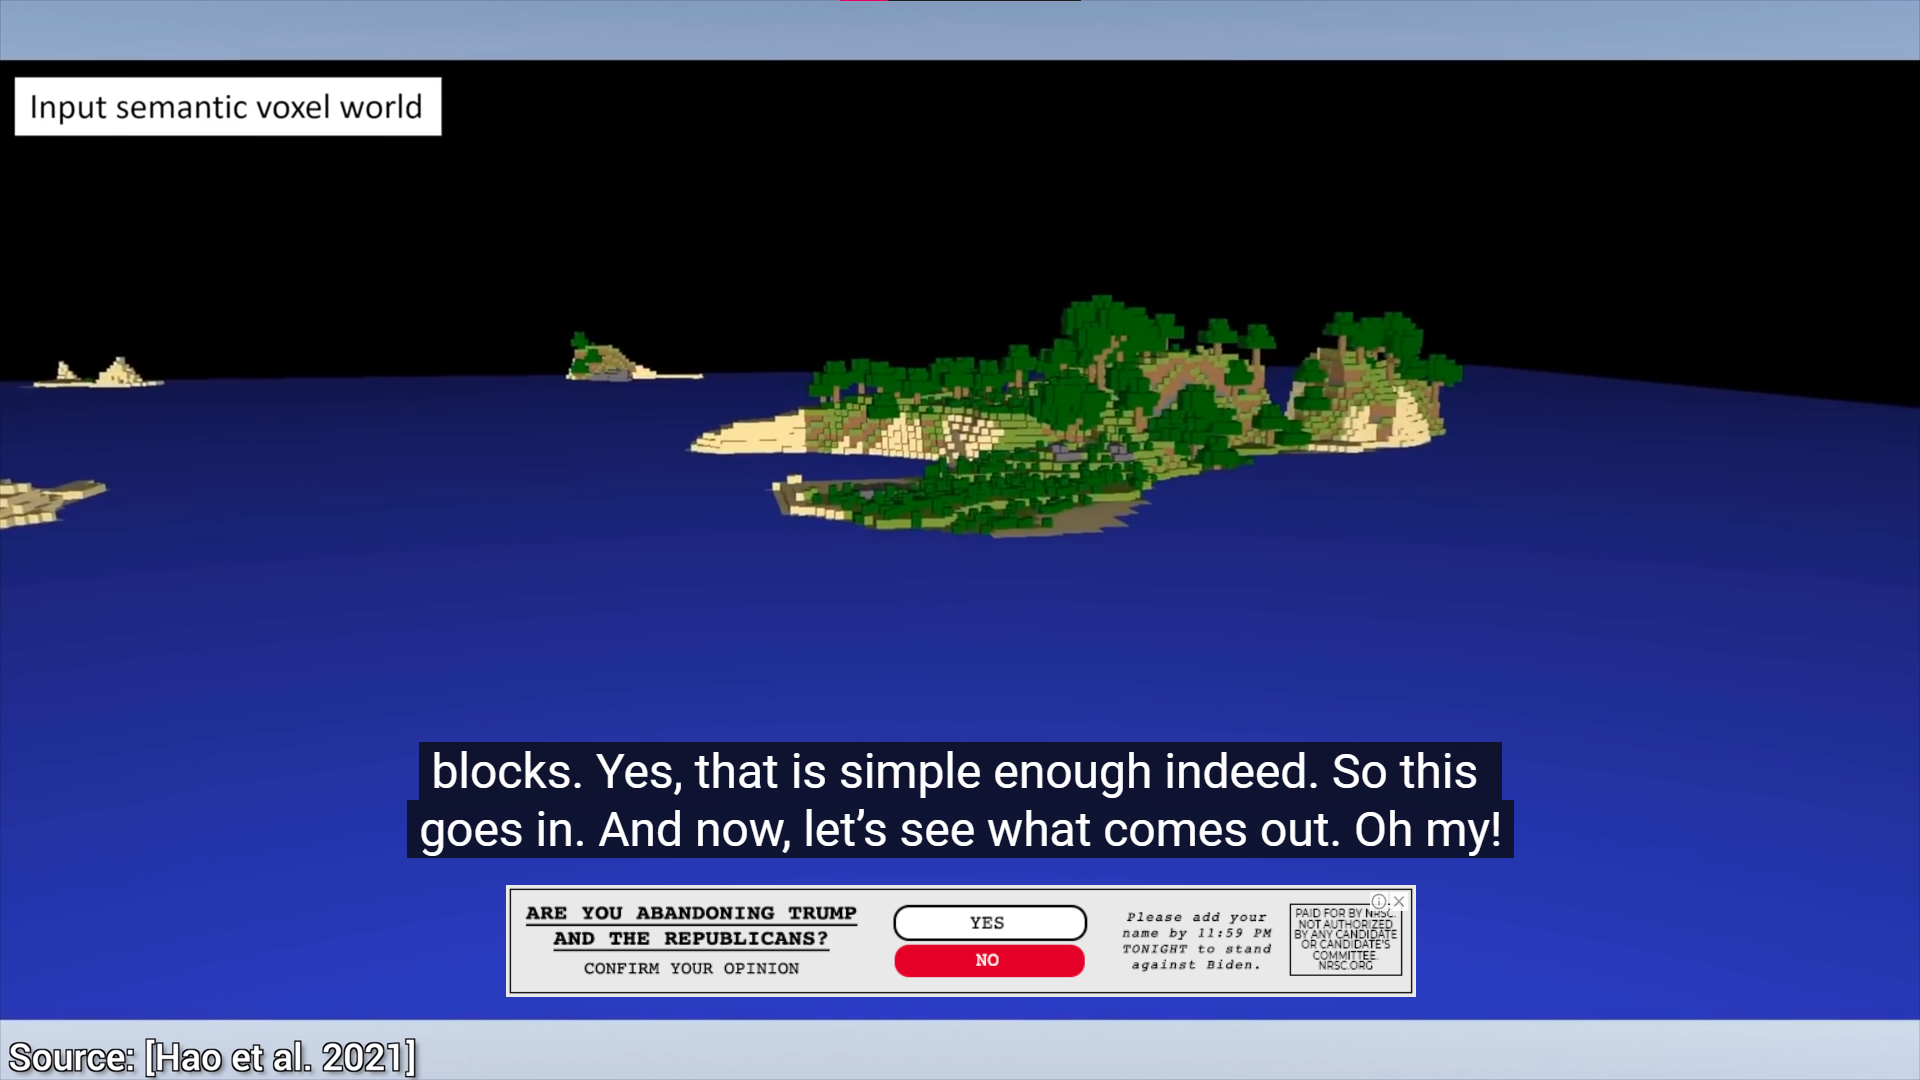 Input semantic voxel world
blocks. Yes, that is simple enough indeed. So this
goes in. And now, let’s see what comes out. Oh my!
ARE YOU ABANDONING TRUMP
AND THE REPUBLICANS?
CONFIRM YOUR OPINION
YES
NO
Please add your
name by 11:59 PM
TONIGHT to stand
against Biden.
PAID FOR BY NRSC.
NOT AUTHORIZED
BY ANY CANDIDATE
OR CANDIDATE'S
COMMITTEE.
NRSC.ORG
Source: [Hao et al. 2021]